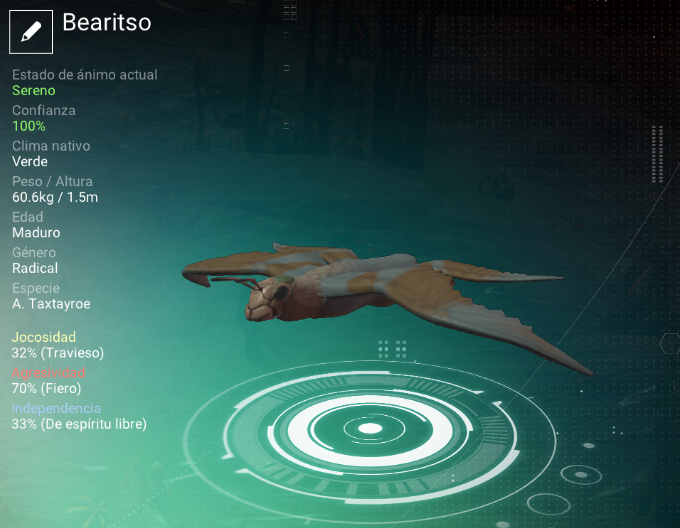 Bearitso
Estado de ánimo actual
Sereno
Confianza
100%
Clima nativo
Verde
Peso / Altura
60.6kg / 1.5m
Edad
Maduro
Género
Radical
Especie
A. Taxtayroe
Jocosidad
32% (Travieso)
Agresividad
70% (Fiero)
Independencia
33% (De espíritu libre)